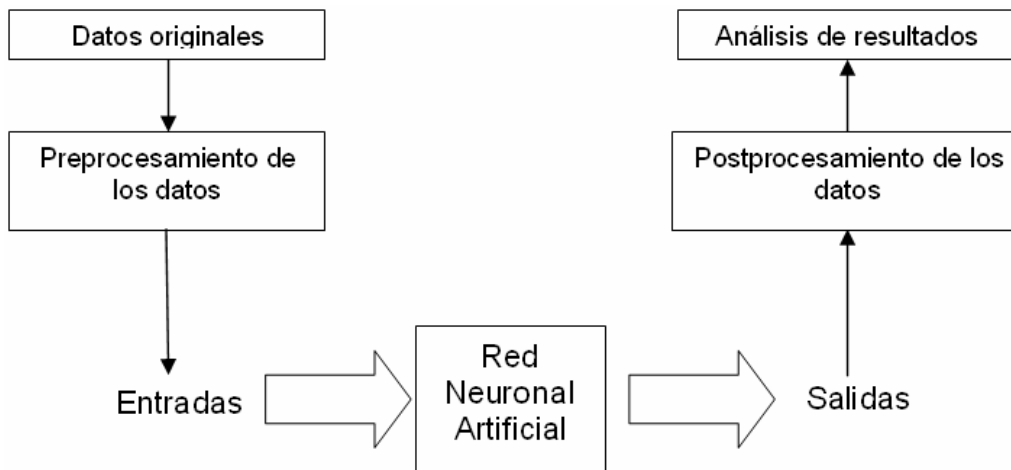 Datos originales
Análisis de resultados
Preprocesamiento de
los datos
Postprocesamiento de los
datos
Entradas
Red
Neuronal
Artificial
Salidas